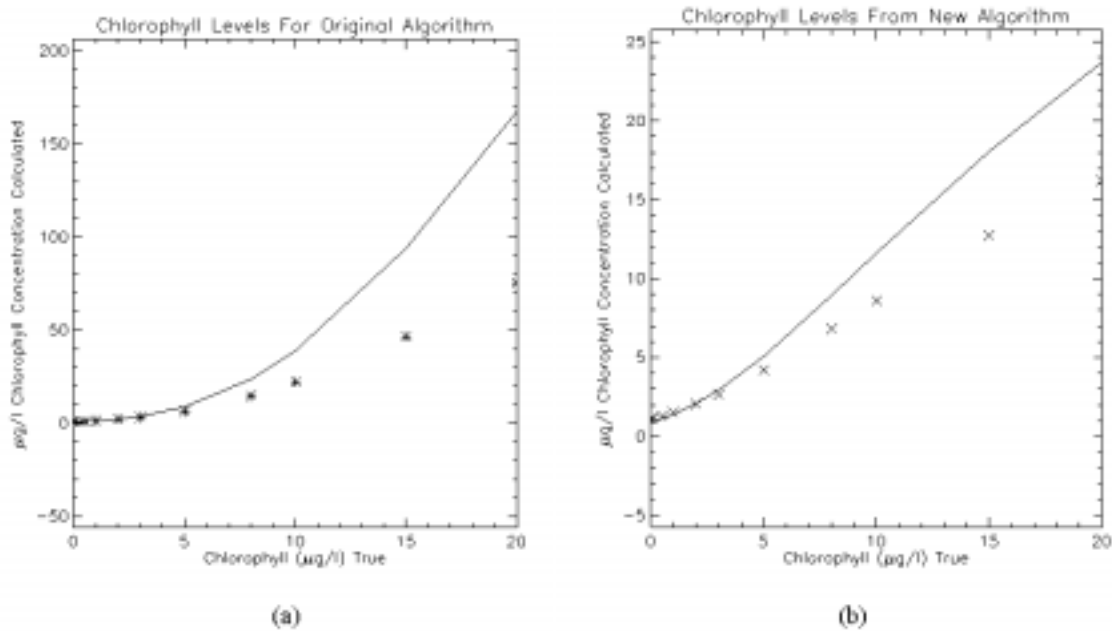 Chlorophyll Levels For Original Algorithm
200
150
100
50
0
-50
μg/l Chlorophyll Concentration Calculated
0 5 10 15 20
Chlorophyll (μg/l) True
(a)
Chlorophyll Levels From New Algorithm
25
20
15
10
5
0
-5
μg/l Chlorophyll Concentration Calculated
0 5 10 15 20
Chlorophyll (μg/l) True
(b)